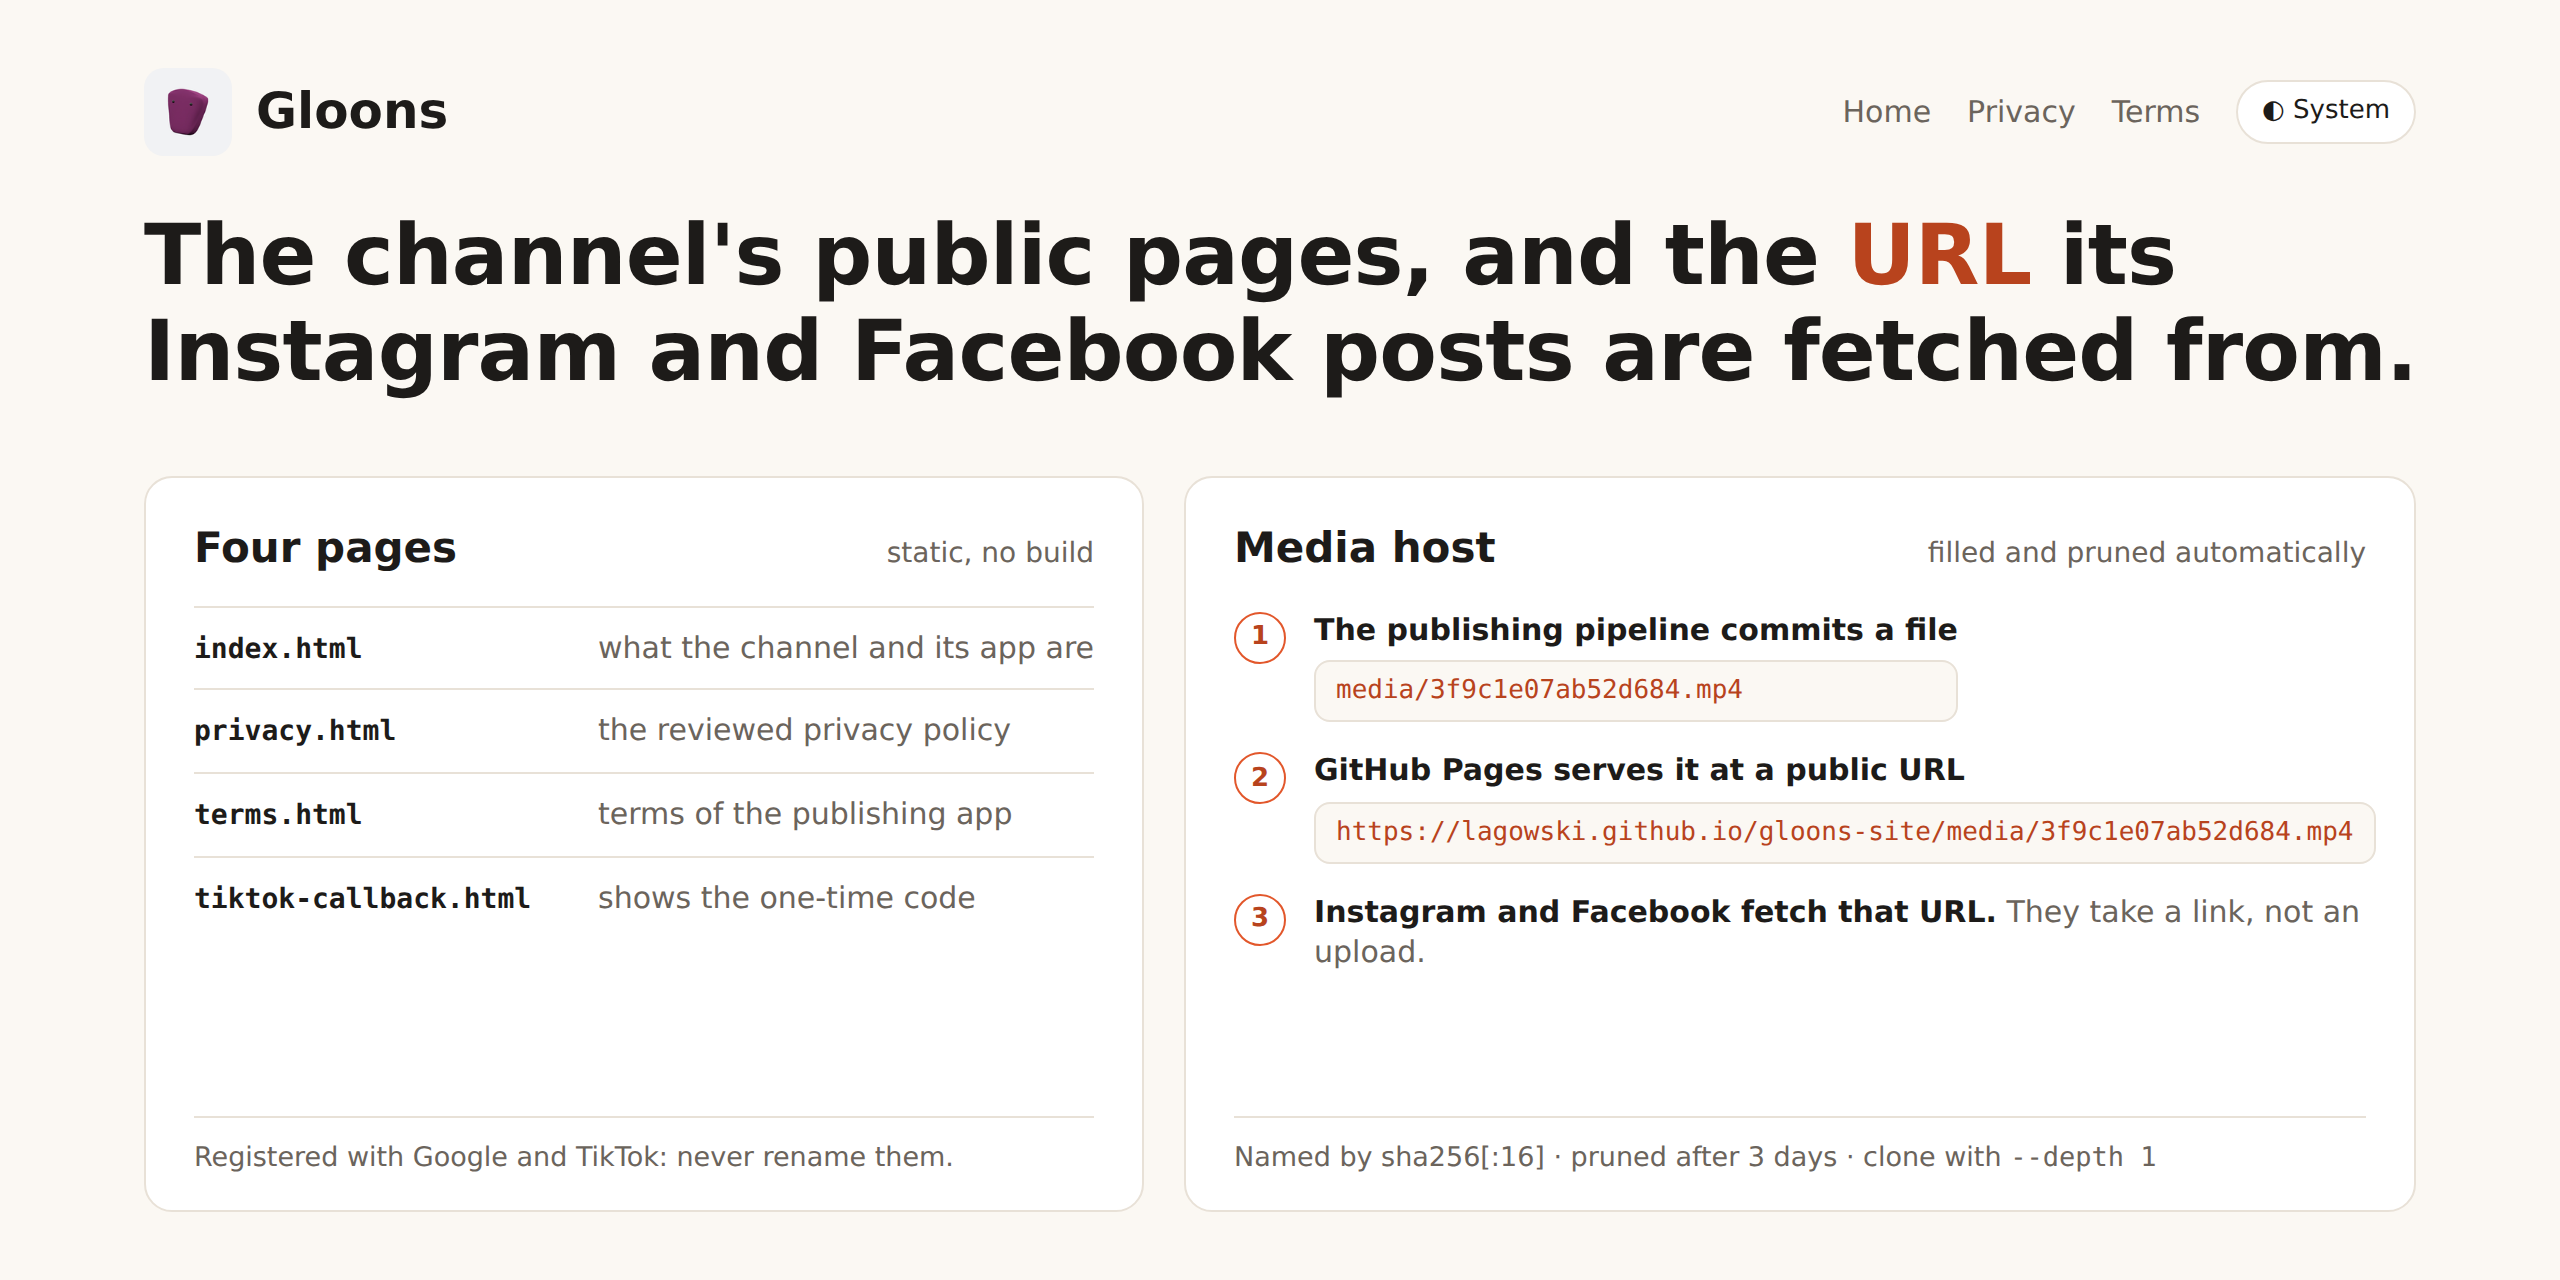 Gloons
Home Privacy Terms ◐ System
The channel's public pages, and the URL its
Instagram and Facebook posts are fetched from.
Four pages
static, no build
index.html what the channel and its app are
privacy.html the reviewed privacy policy
terms.html terms of the publishing app
tiktok-callback.html shows the one-time code
Registered with Google and TikTok: never rename them.
Media host
filled and pruned automatically
1 The publishing pipeline commits a file
media/3f9c1e07ab52d684.mp4
2 GitHub Pages serves it at a public URL
https://lagowski.github.io/gloons-site/media/3f9c1e07ab52d684.mp4
3 Instagram and Facebook fetch that URL. They take a link, not an
upload.
Named by sha256[:16] · pruned after 3 days · clone with --depth 1